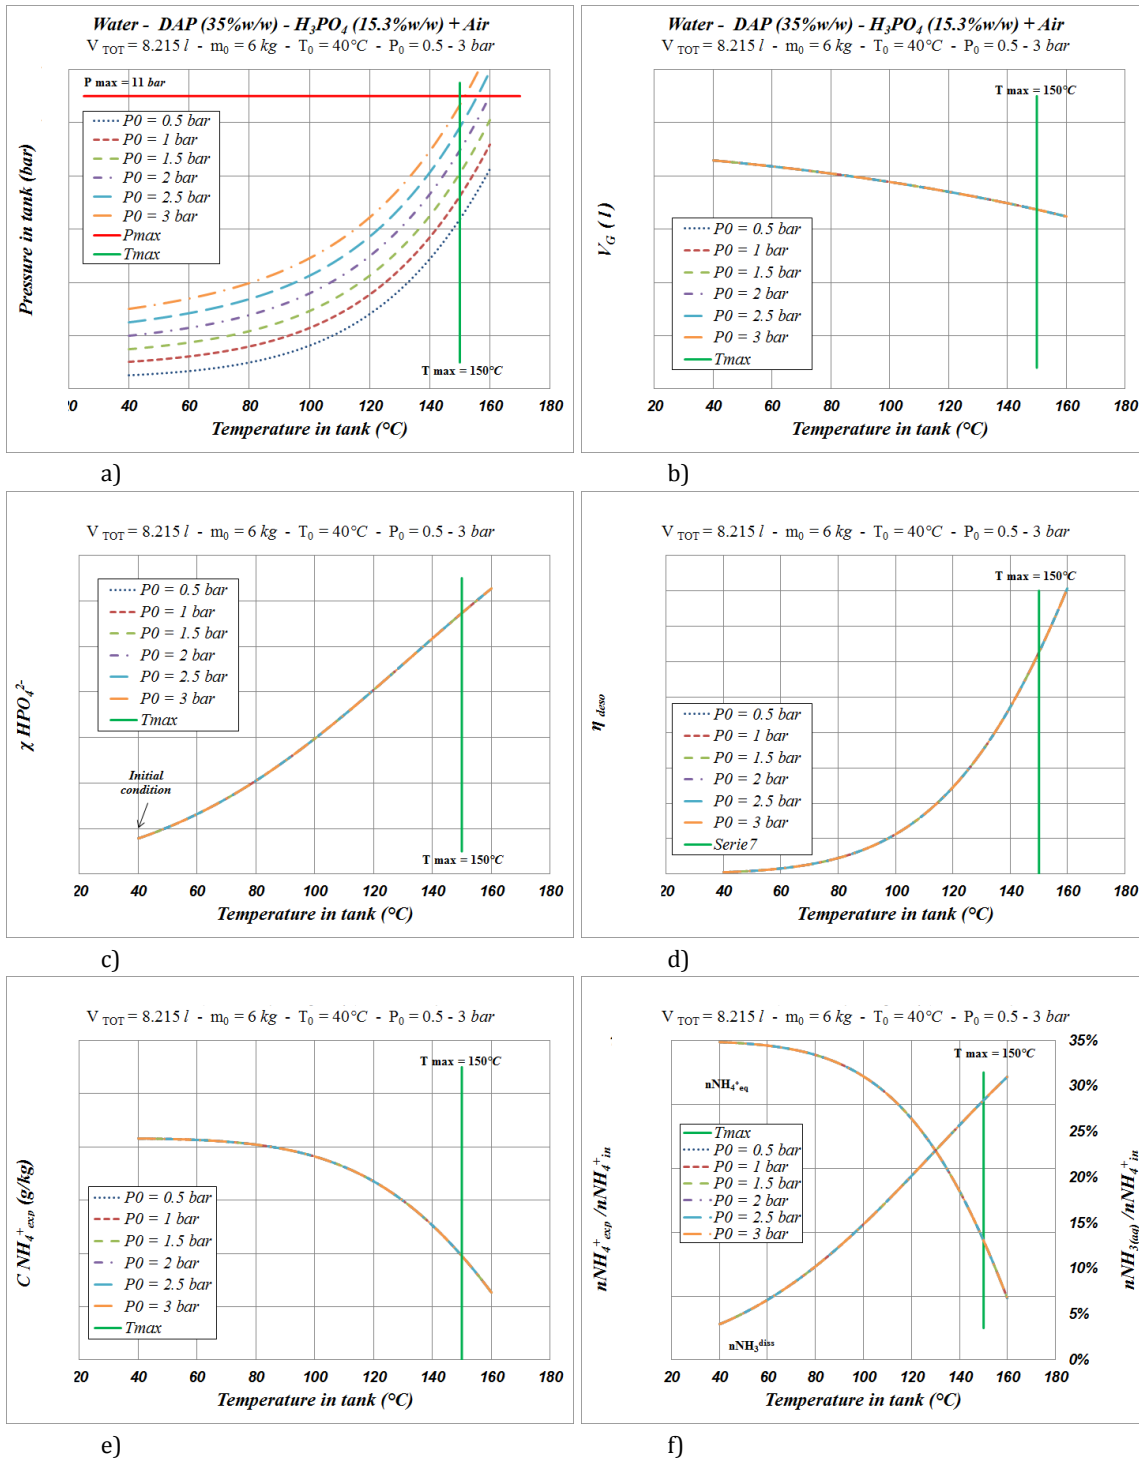 Water - DAP (35%w/w) - H₃PO₄ (15.3%w/w) + Air
V TOT = 8.215 l - m₀ = 6 kg - T₀ = 40°C - P₀ = 0.5 - 3 bar
P max = 11 bar
P0 = 0.5 bar
P0 = 1 bar
P0 = 1.5 bar
P0 = 2 bar
P0 = 2.5 bar
P0 = 3 bar
Pmax
Tmax
T max = 150°C
Pressure in tank (bar)
20 40 60 80 100 120 140 160 180
Temperature in tank (°C)
a)
Water - DAP (35%w/w) - H₃PO₄ (15.3%w/w) + Air
V TOT = 8.215 l - m₀ = 6 kg - T₀ = 40°C - P₀ = 0.5 - 3 bar
T max = 150°C
P0 = 0.5 bar
P0 = 1 bar
P0 = 1.5 bar
P0 = 2 bar
P0 = 2.5 bar
P0 = 3 bar
Tmax
V_G ( l )
20 40 60 80 100 120 140 160 180
Temperature in tank (°C)
b)
V TOT = 8.215 l - m₀ = 6 kg - T₀ = 40°C - P₀ = 0.5 - 3 bar
P0 = 0.5 bar
P0 = 1 bar
P0 = 1.5 bar
P0 = 2 bar
P0 = 2.5 bar
P0 = 3 bar
Tmax
Initial
condition
T max = 150°C
χ HPO₄²⁻
20 40 60 80 100 120 140 160 180
Temperature in tank (°C)
c)
V TOT = 8.215 l - m₀ = 6 kg - T₀ = 40°C - P₀ = 0.5 - 3 bar
T max = 150°C
P0 = 0.5 bar
P0 = 1 bar
P0 = 1.5 bar
P0 = 2 bar
P0 = 2.5 bar
P0 = 3 bar
Serie7
η deso
20 40 60 80 100 120 140 160 180
Temperature in tank (°C)
d)
V TOT = 8.215 l - m₀ = 6 kg - T₀ = 40°C - P₀ = 0.5 - 3 bar
T max = 150°C
P0 = 0.5 bar
P0 = 1 bar
P0 = 1.5 bar
P0 = 2 bar
P0 = 2.5 bar
P0 = 3 bar
Tmax
C NH₄⁺ exp (g/kg)
20 40 60 80 100 120 140 160 180
Temperature in tank (°C)
e)
V TOT = 8.215 l - m₀ = 6 kg - T₀ = 40°C - P₀ = 0.5 - 3 bar
T max = 150°C
nNH₄⁺eq
Tmax
P0 = 0.5 bar
P0 = 1 bar
P0 = 1.5 bar
P0 = 2 bar
P0 = 2.5 bar
P0 = 3 bar
nNH₃diss
nNH₄⁺exp /nNH₄⁺in
35%
30%
25%
20%
15%
10%
5%
0%
nNH₃(aq) /nNH₄⁺in
20 40 60 80 100 120 140 160 180
Temperature in tank (°C)
f)